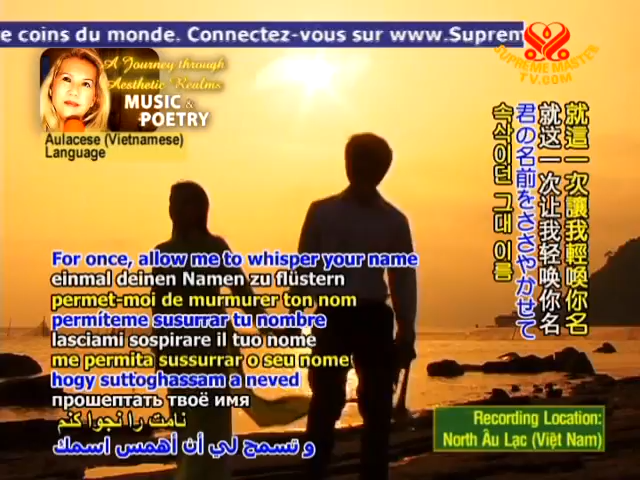 e coins du monde. Connectez-vous sur www.Suprem
SUPREME MASTER
TV.COM
A Journey through
Aesthetic Realms
MUSIC &
POETRY
Aulacese (Vietnamese)
Language
就這一次讓我輕喚你名
就这一次让我轻唤你名
君の名前をささやかせて
속삭이던 그대 이름
For once, allow me to whisper your name
einmal deinen Namen zu flüstern
permet-moi de murmurer ton nom
permíteme susurrar tu nombre
lasciami sospirare il tuo nome
me permita sussurrar o seu nome
hogy suttoghassam a neved
прошептать твоё имя
نامت را نجوا کنم
و تسمح لي أن أهمس اسمك
Recording Location:
North Âu Lạc (Việt Nam)